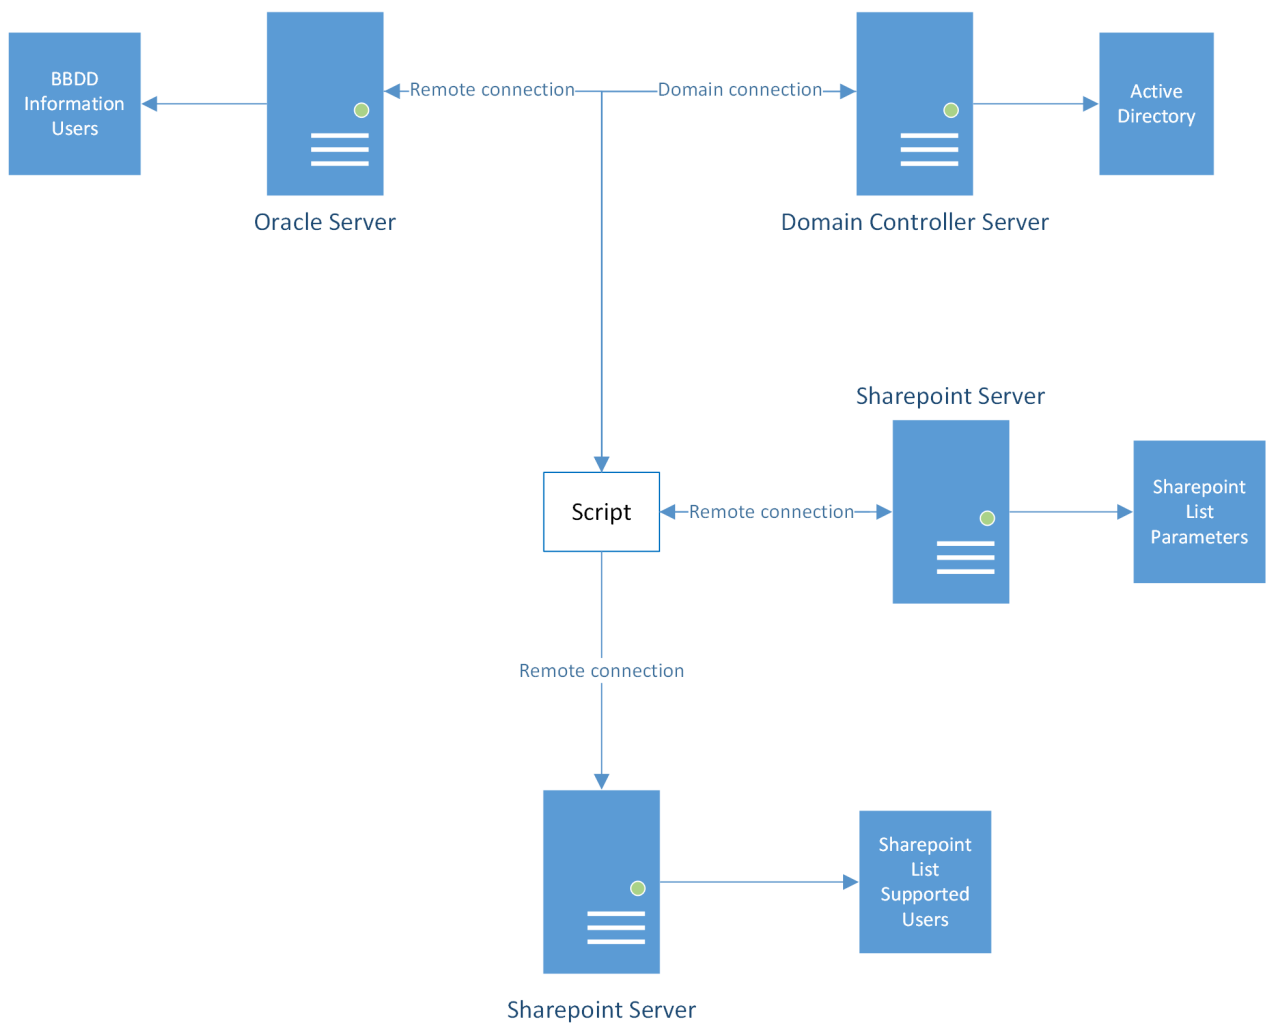 BBDD
Information
Users
Remote connection
Domain connection
Active
Directory
Oracle Server
Domain Controller Server
Sharepoint Server
Script
Remote connection
Sharepoint
List
Parameters
Remote connection
Sharepoint
List
Supported
Users
Sharepoint Server